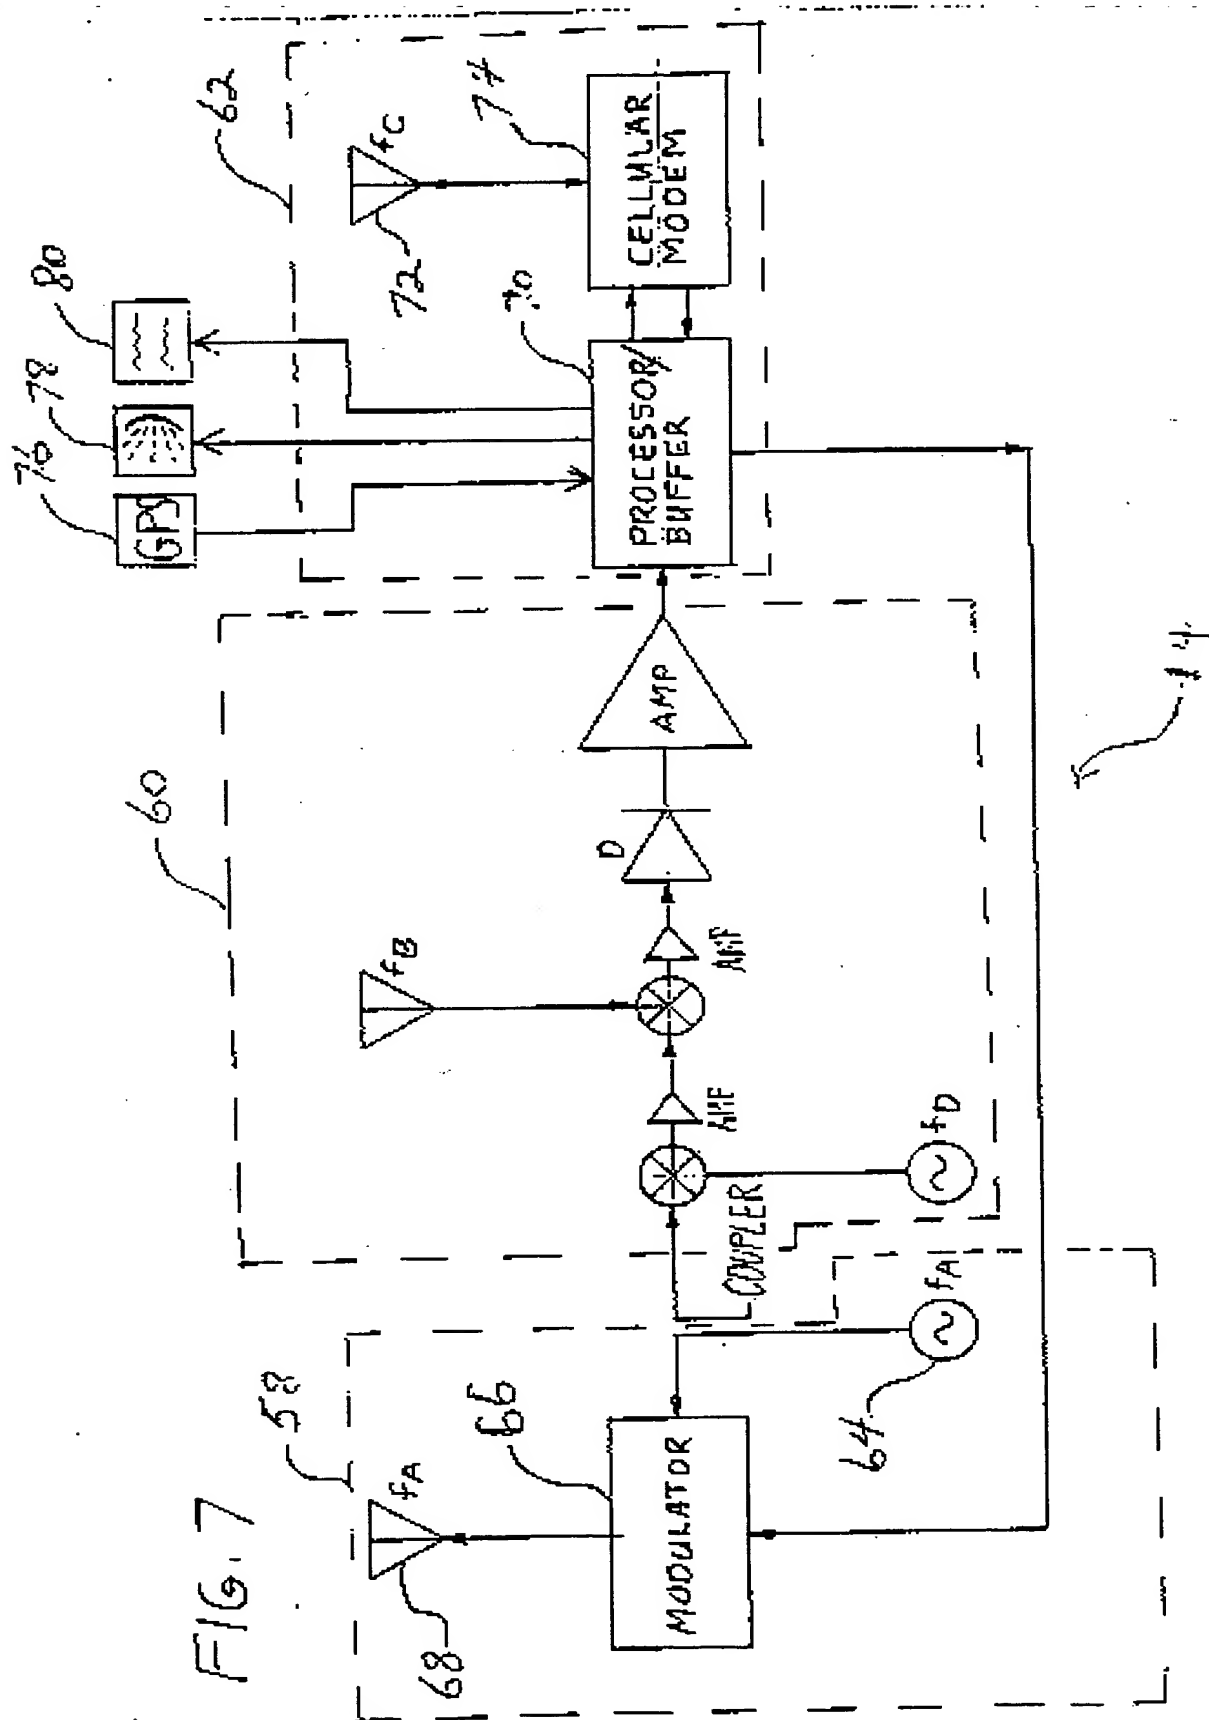 FIG. 7
62
80
78
76
GPS
fC
72
74
CELLULAR
MODEM
70
PROCESSOR/
BUFFER
60
fB
AMP
D
AMP
AMP
fD
COUPLER
58
fA
68
66
MODULATOR
fA
64
14